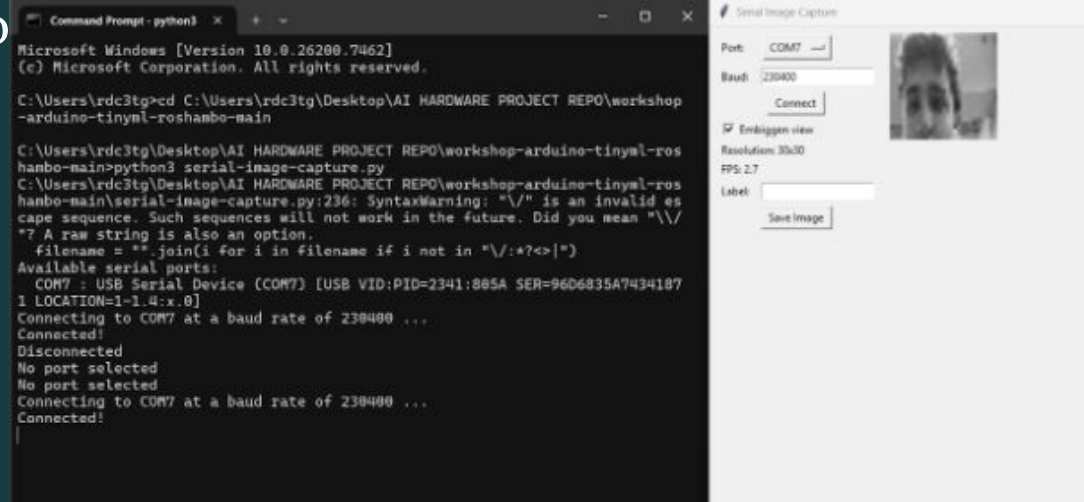 Command Prompt - python3
Microsoft Windows [Version 10.0.26200.7462]
(c) Microsoft Corporation. All rights reserved.
C:\Users\rdc3tg>cd C:\Users\rdc3tg\Desktop\AI HARDWARE PROJECT REPO\workshop
-arduino-tinyml-roshambo-main
C:\Users\rdc3tg\Desktop\AI HARDWARE PROJECT REPO\workshop-arduino-tinyml-ros
hambo-main>python3 serial-image-capture.py
C:\Users\rdc3tg\Desktop\AI HARDWARE PROJECT REPO\workshop-arduino-tinyml-ros
hambo-main\serial-image-capture.py:236: SyntaxWarning: "\/" is an invalid es
cape sequence. Such sequences will not work in the future. Did you mean "\\/
"? A raw string is also an option.
filename = "".join(i for i in filename if i not in "\/:*?<>|")
Available serial ports:
COM7 : USB Serial Device (COM7) [USB VID:PID=2341:805A SER=96D6835A7434187
1 LOCATION=1-1.4:x.0]
Connecting to COM7 at a baud rate of 230400 ...
Connected!
Disconnected
No port selected
No port selected
Connecting to COM7 at a baud rate of 230400 ...
Connected!
Serial Image Capture
Port: COM7
Baud: 230400
Connect
Embiggen view
Resolution: 30x30
FPS: 2.7
Label:
Save Image